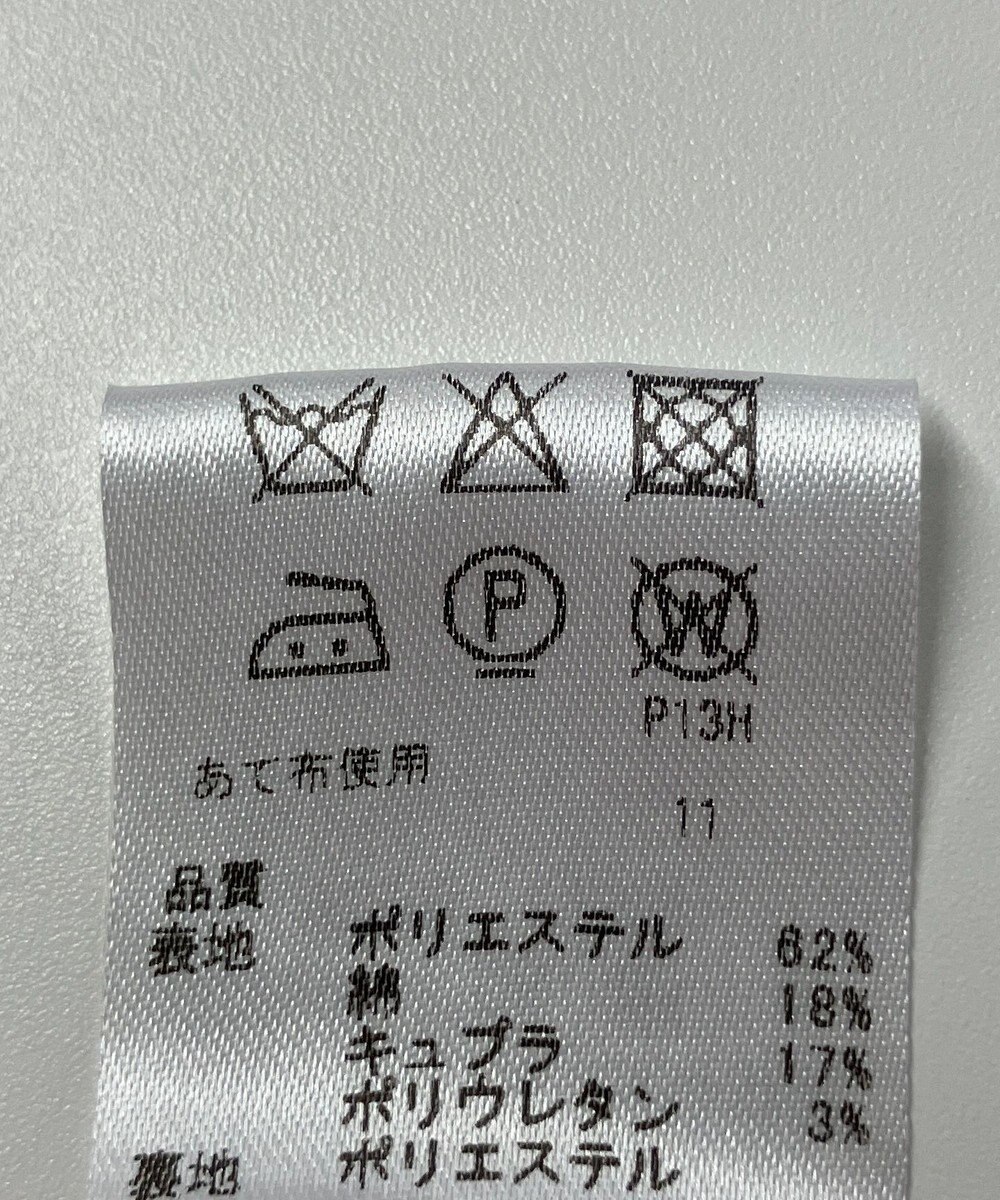 P
W
P13H
あて布使用
11
品質
表地 ポリエステル 62%
綿 18%
キュプラ 17%
ポリウレタン 3%
裏地 ポリエステル